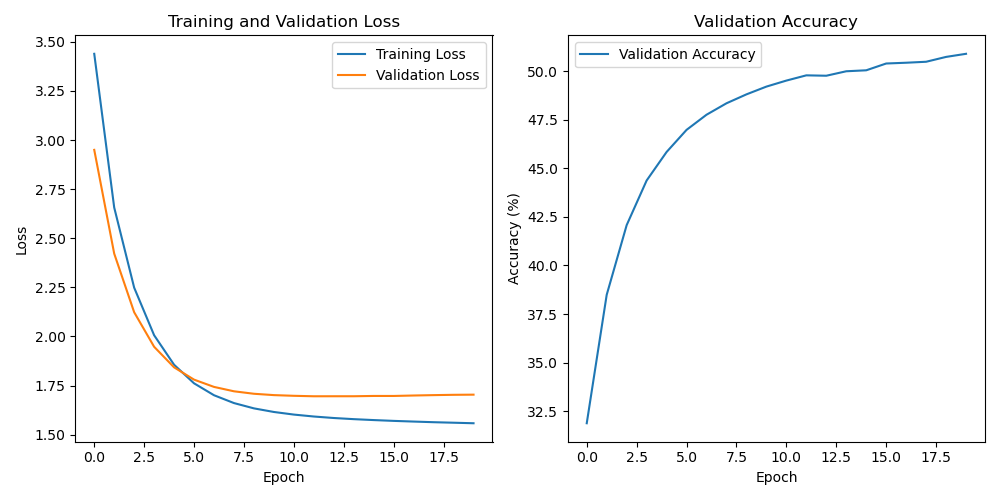 Training and Validation Loss
3.50
3.25
3.00
2.75
2.50
2.25
2.00
1.75
1.50
Loss
Training Loss
Validation Loss
0.0 2.5 5.0 7.5 10.0 12.5 15.0 17.5
Epoch
Validation Accuracy
50.0
47.5
45.0
42.5
40.0
37.5
35.0
32.5
Accuracy (%)
Validation Accuracy
0.0 2.5 5.0 7.5 10.0 12.5 15.0 17.5
Epoch